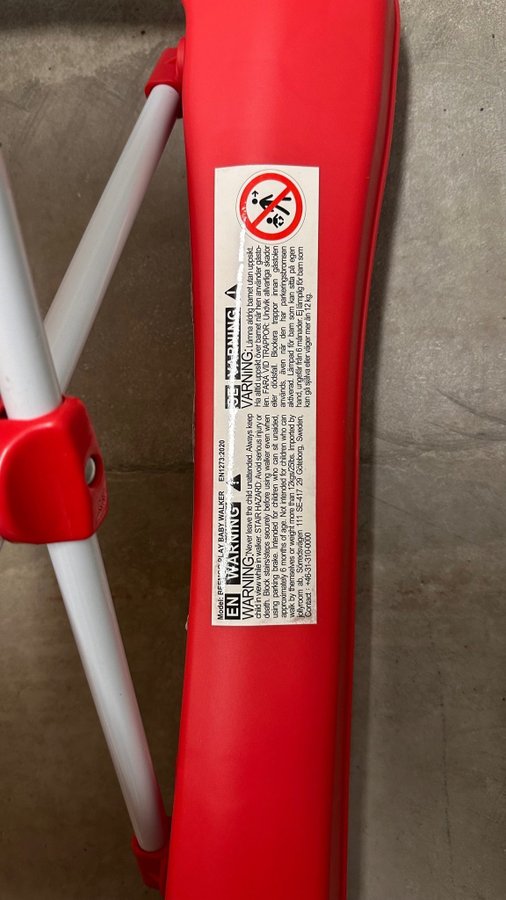 Model: PLAY BABY WALKER EN1273:2020
EN WARNING
WARNING: Never leave the child unattended. Always keep
child in view while in walker. STAIR HAZARD: Avoid serious injury or
death. Block stairs/steps securely before using walker even when
using parking brake. Intended for children who can sit unaided,
approximately 6 months of age. Not intended for children who can
walk by themselves or weight more than 12kgs/26lbs. Imported by
jollyroom ab, Sörredsvägen 111 SE-417 29 Göteborg, Sweden,
Contact : +46-31-310-0000
VARNING
VARNING: Lämna aldrig barnet utan uppsikt.
Ha alltid uppsikt över barnet när hen använder gåsto-
len. FARA VID TRAPPOR: Undvik allvarliga skador
eller dödsfall. Blockera trappor innan gåstolen
används, även när den har parkeringsbromsen
aktiverad. Lämpad för barn som kan sitta på egen
hand, ungefär från 6 månader. Ej lämplig för barn som
kan gå själva eller väger mer än 12 kg.